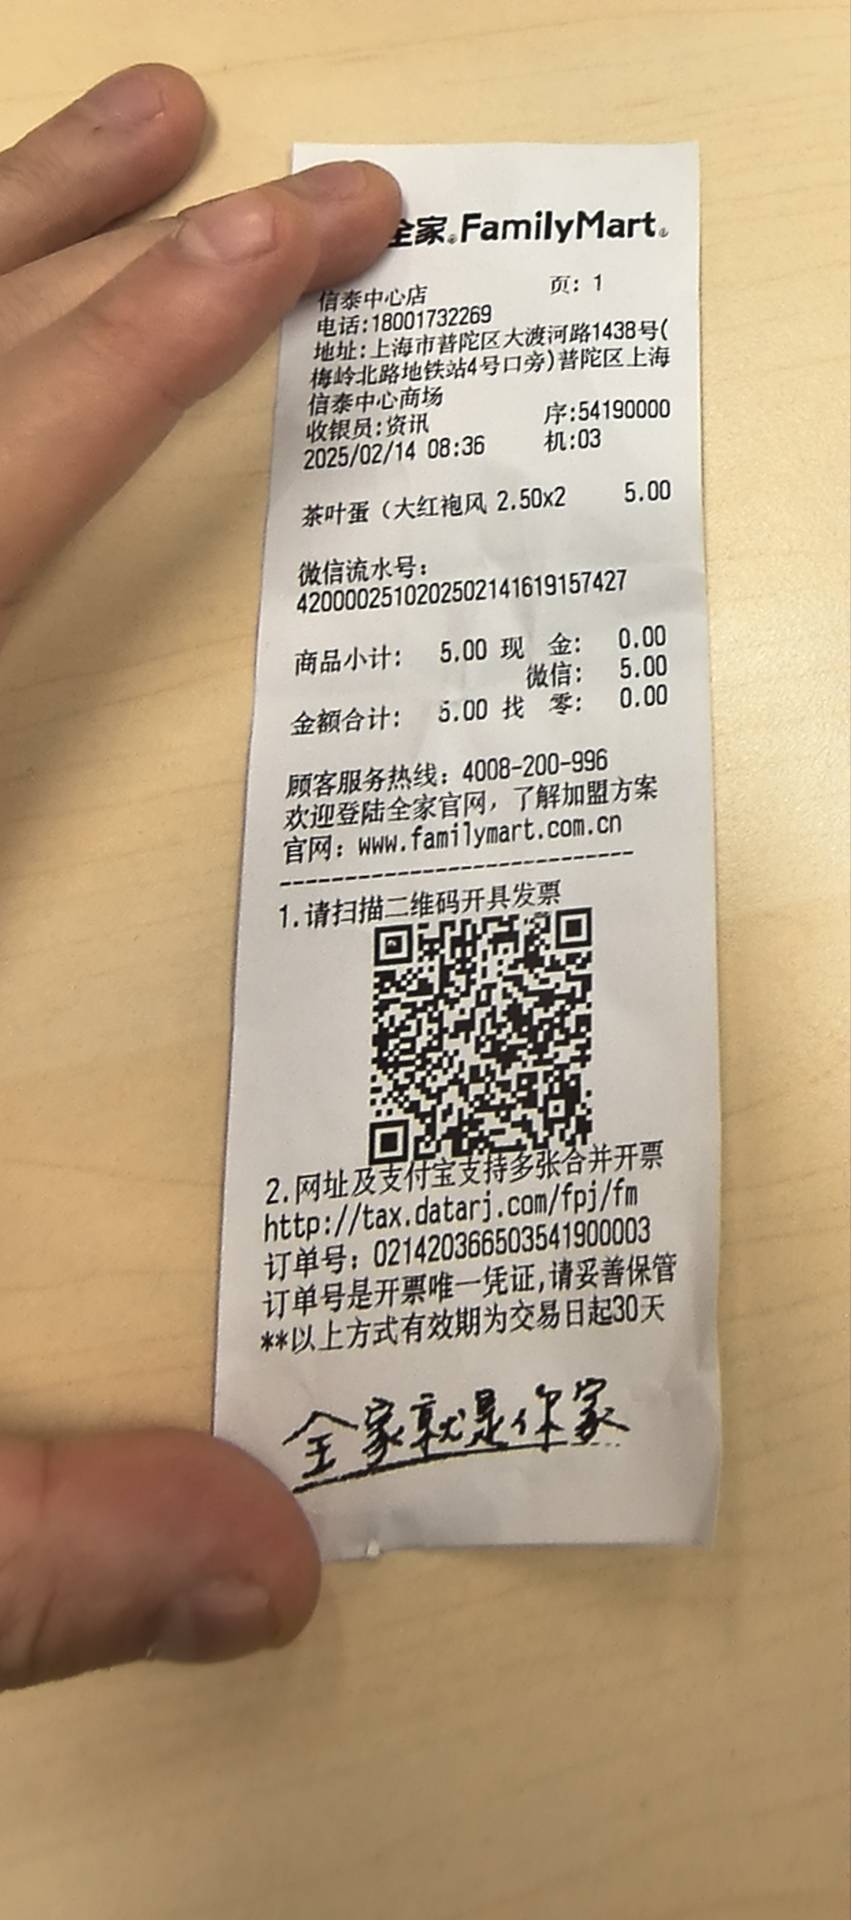 全家 FamilyMart
页: 1
信泰中心店
电话:18001732269
地址:上海市普陀区大渡河路1438号(
梅岭北路地铁站4号口旁)普陀区上海
信泰中心商场
收银员:资讯 序:54190000
2025/02/14 08:36 机:03
茶叶蛋（大红袍风 2.50x2 5.00
微信流水号:
4200002510202502141619157427
商品小计: 5.00 现 金: 0.00
微信: 5.00
金额合计: 5.00 找 零: 0.00
顾客服务热线: 4008-200-996
欢迎登陆全家官网，了解加盟方案
官网: www.familymart.com.cn
---------------------------
1.请扫描二维码开具发票
2.网址及支付宝支持多张合并开票
http://tax.datarj.com/fpj/fm
订单号: 021420366503541900003
订单号是开票唯一凭证,请妥善保管
**以上方式有效期为交易日起30天
全家就是你家